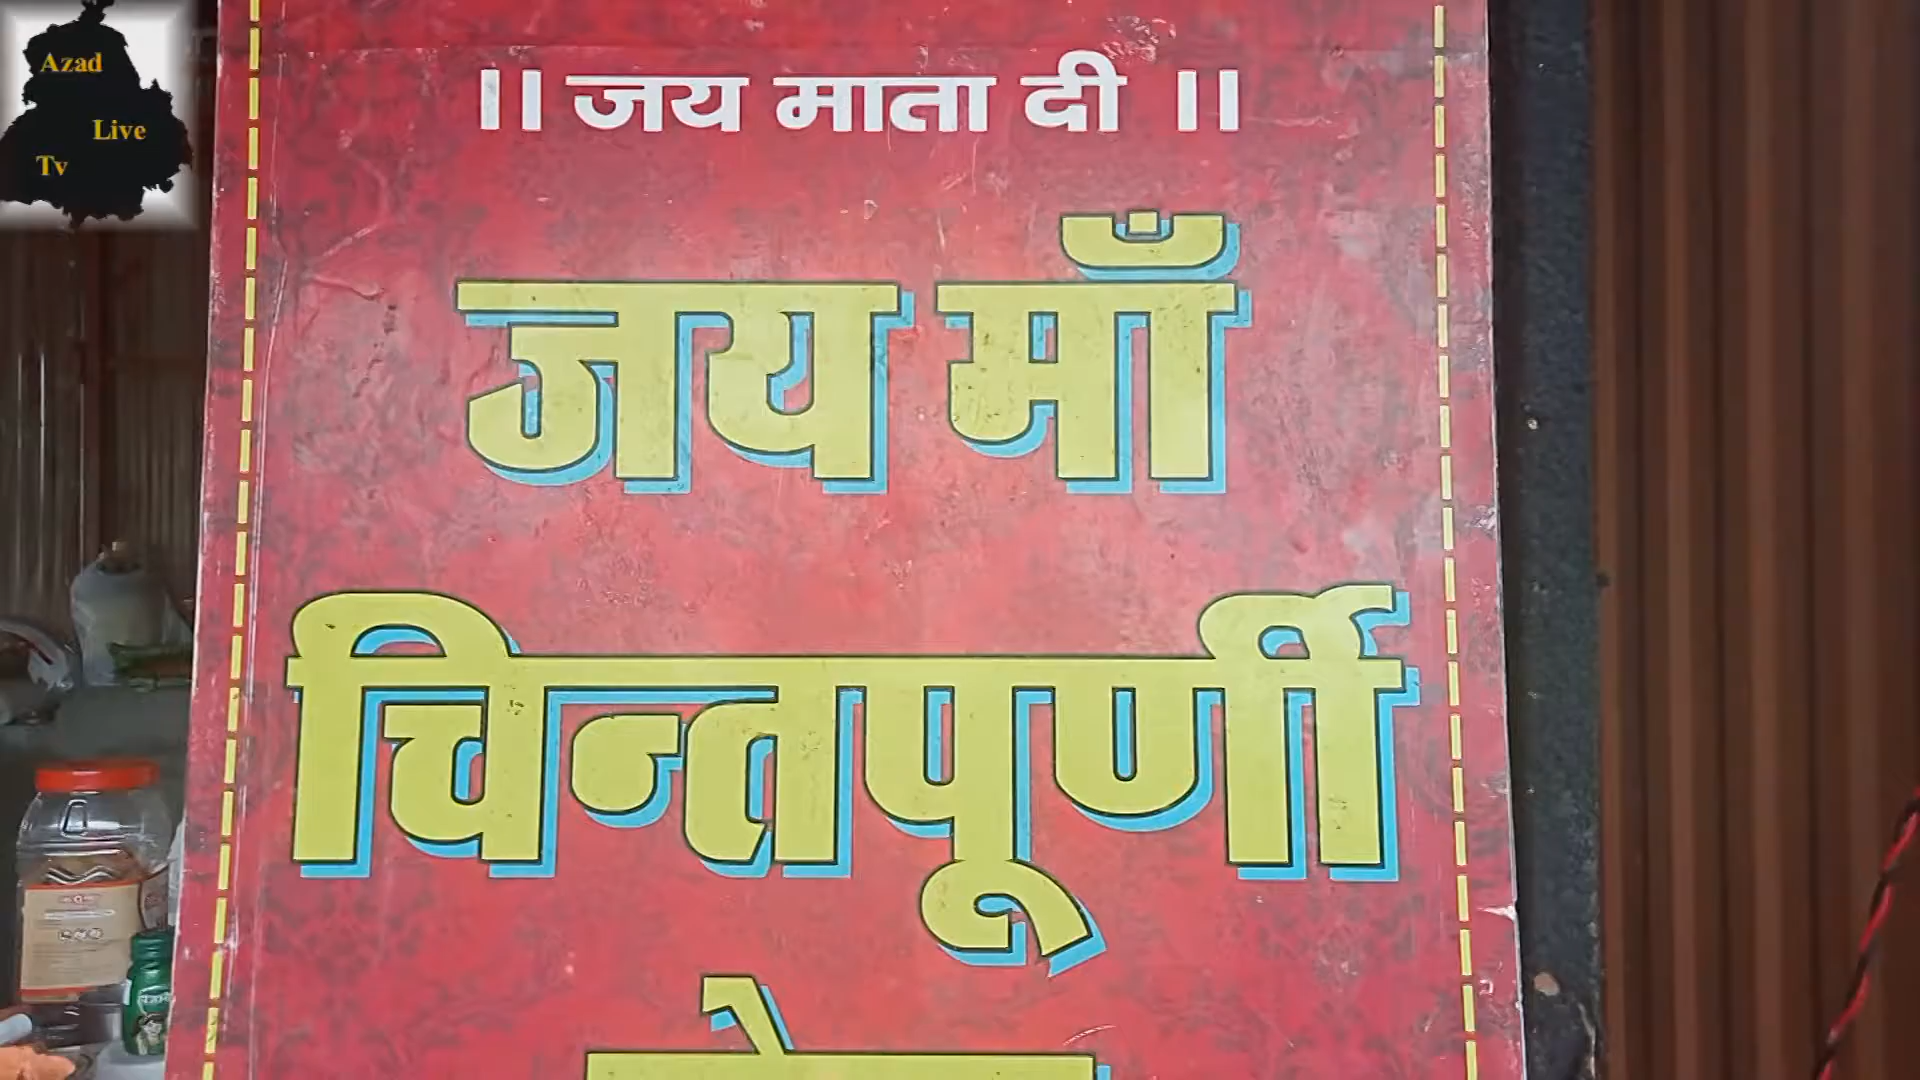 Azad
Live
Tv
।। जय माता दी ।।
जय माँ
चिन्तपूर्णी